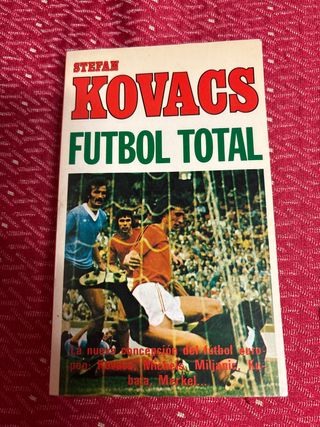 STEFAN
KOVACS
FUTBOL TOTAL
La nueva concepción del fútbol euro-
peo: Kovacs, Michels, Miljanic, Ku-
bala, Merkel...